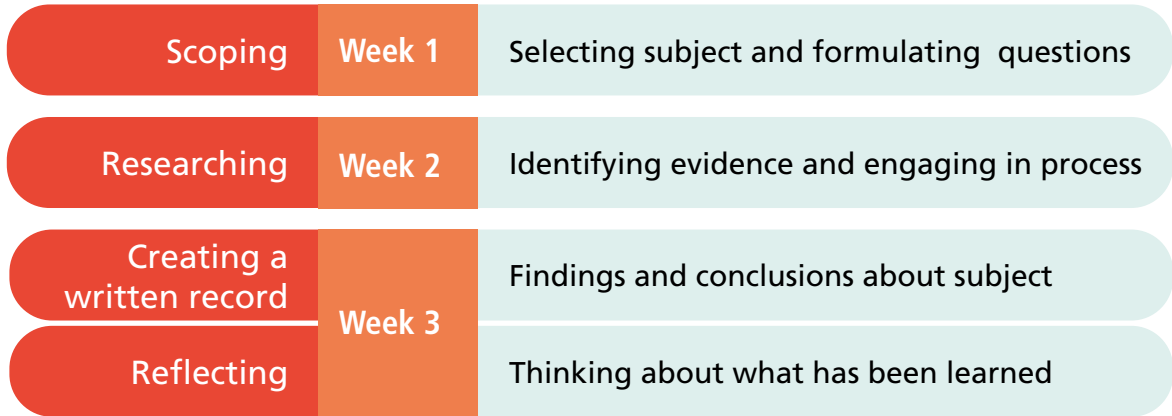 Scoping Week 1 Selecting subject and formulating questions
Researching Week 2 Identifying evidence and engaging in process
Creating a
written record
Findings and conclusions about subject
Week 3
Reflecting Thinking about what has been learned